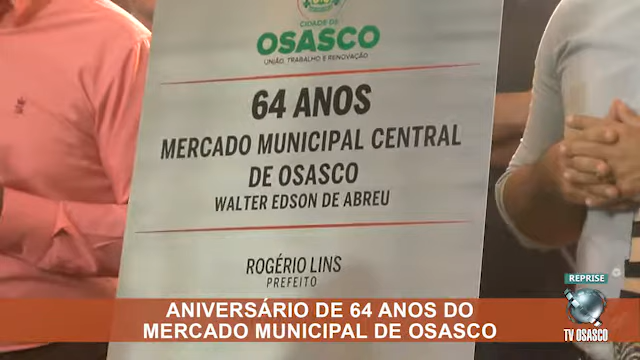 CIDADE DE
OSASCO
UNIÃO, TRABALHO E RENOVAÇÃO
64 ANOS
MERCADO MUNICIPAL CENTRAL
DE OSASCO
WALTER EDSON DE ABREU
ROGÉRIO LINS
PREFEITO
ANIVERSÁRIO DE 64 ANOS DO
MERCADO MUNICIPAL DE OSASCO
REPRISE
TV OSASCO